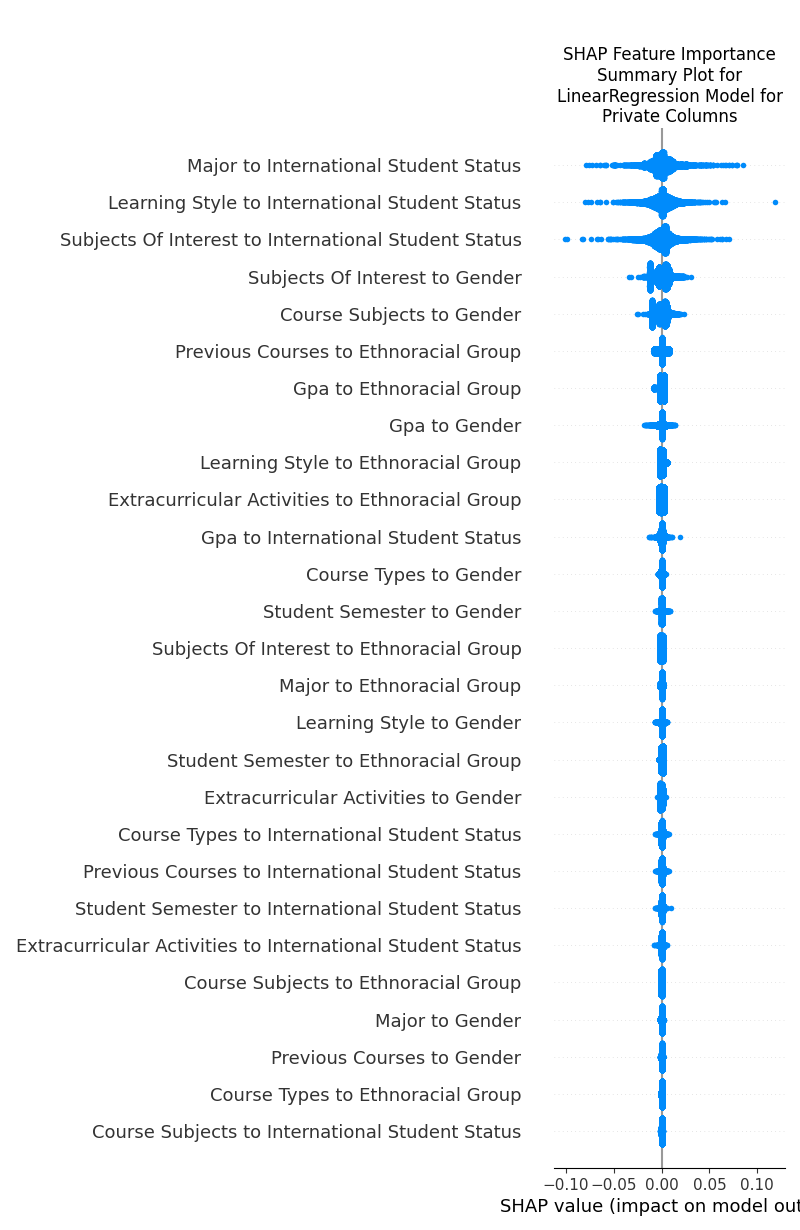 SHAP Feature Importance
Summary Plot for
LinearRegression Model for
Private Columns
Major to International Student Status
Learning Style to International Student Status
Subjects Of Interest to International Student Status
Subjects Of Interest to Gender
Course Subjects to Gender
Previous Courses to Ethnoracial Group
Gpa to Ethnoracial Group
Gpa to Gender
Learning Style to Ethnoracial Group
Extracurricular Activities to Ethnoracial Group
Gpa to International Student Status
Course Types to Gender
Student Semester to Gender
Subjects Of Interest to Ethnoracial Group
Major to Ethnoracial Group
Learning Style to Gender
Student Semester to Ethnoracial Group
Extracurricular Activities to Gender
Course Types to International Student Status
Previous Courses to International Student Status
Student Semester to International Student Status
Extracurricular Activities to International Student Status
Course Subjects to Ethnoracial Group
Major to Gender
Previous Courses to Gender
Course Types to Ethnoracial Group
Course Subjects to International Student Status
−0.10 −0.05 0.00 0.05 0.10
SHAP value (impact on model out